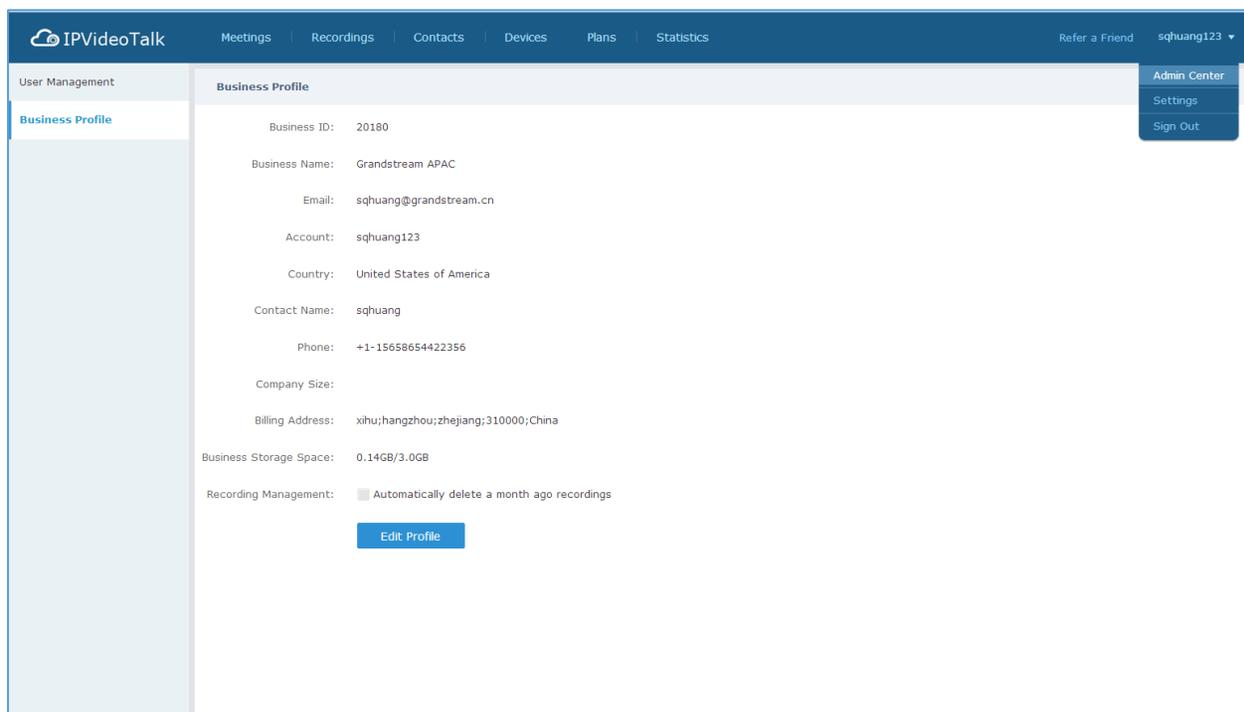 IPVideoTalk Meetings Recordings Contacts Devices Plans Statistics Refer a Friend sqhuang123
User Management
Business Profile
Admin Center
Settings
Sign Out
Business Profile
Business ID: 20180
Business Name: Grandstream APAC
Email: sqhuang@grandstream.cn
Account: sqhuang123
Country: United States of America
Contact Name: sqhuang
Phone: +1-15658654422356
Company Size:
Billing Address: xihu;hangzhou;zhejiang;310000;China
Business Storage Space: 0.14GB/3.0GB
Recording Management: Automatically delete a month ago recordings
Edit Profile